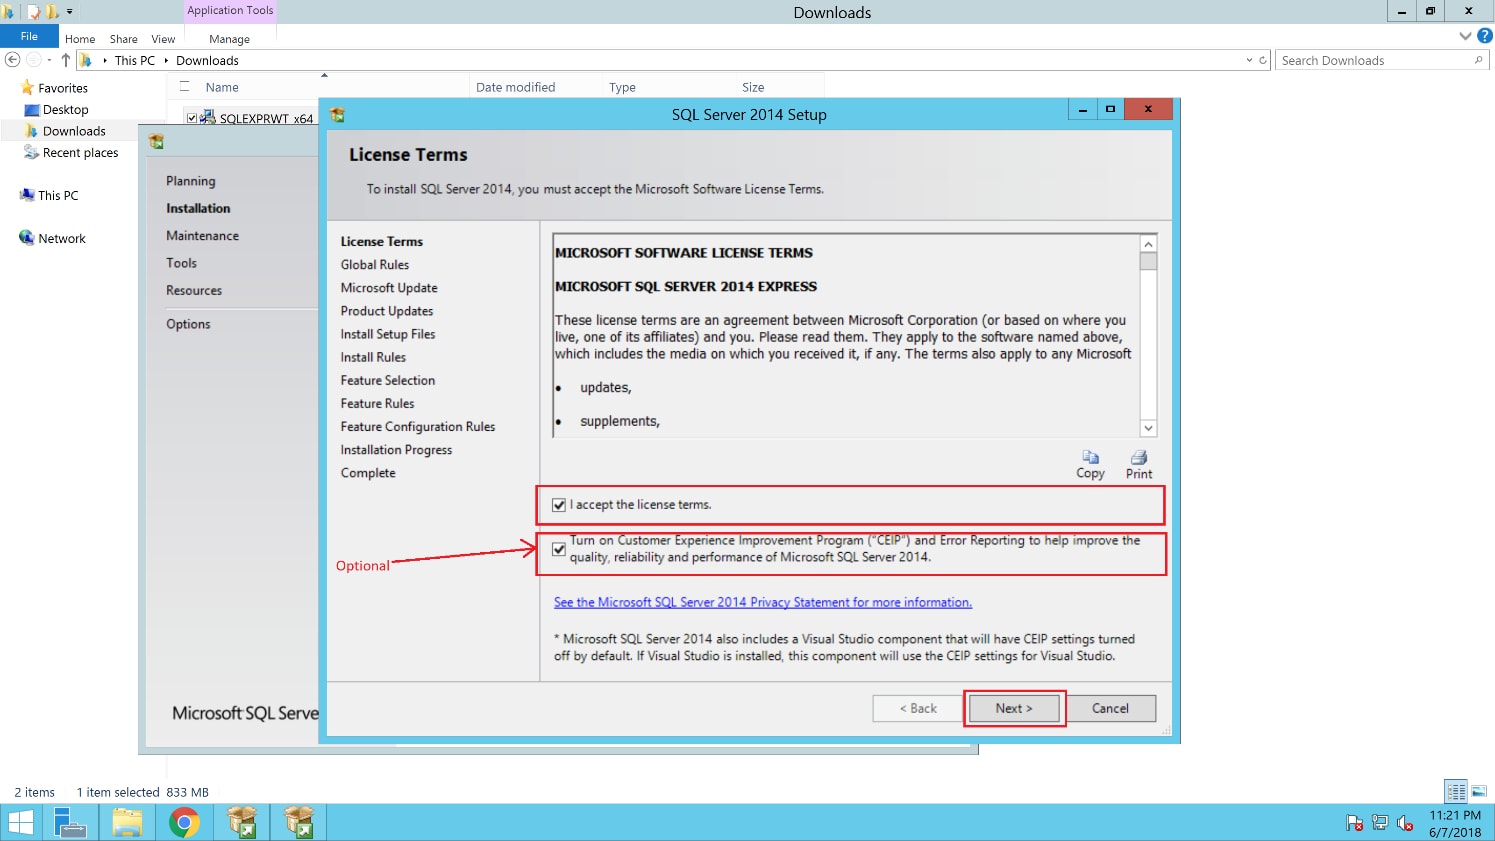 Application Tools
Downloads
File
Home
Share
View
Manage
This PC
Downloads
Search Downloads
Favorites
Desktop
Downloads
Recent places
This PC
Network
Name
Date modified
Type
Size
SQLEXPRWT_x64
Planning
Installation
Maintenance
Tools
Resources
Options
Microsoft SQL Serve
SQL Server 2014 Setup
License Terms
To install SQL Server 2014, you must accept the Microsoft Software License Terms.
License Terms
Global Rules
Microsoft Update
Product Updates
Install Setup Files
Install Rules
Feature Selection
Feature Rules
Feature Configuration Rules
Installation Progress
Complete
MICROSOFT SOFTWARE LICENSE TERMS
MICROSOFT SQL SERVER 2014 EXPRESS
These license terms are an agreement between Microsoft Corporation (or based on where you
live, one of its affiliates) and you. Please read them. They apply to the software named above,
which includes the media on which you received it, if any. The terms also apply to any Microsoft
• updates,
• supplements,
Copy
Print
I accept the license terms.
Turn on Customer Experience Improvement Program ("CEIP") and Error Reporting to help improve the
quality, reliability and performance of Microsoft SQL Server 2014.
Optional
See the Microsoft SQL Server 2014 Privacy Statement for more information.
* Microsoft SQL Server 2014 also includes a Visual Studio component that will have CEIP settings turned
off by default. If Visual Studio is installed, this component will use the CEIP settings for Visual Studio.
< Back
Next >
Cancel
2 items
1 item selected 833 MB
11:21 PM
6/7/2018